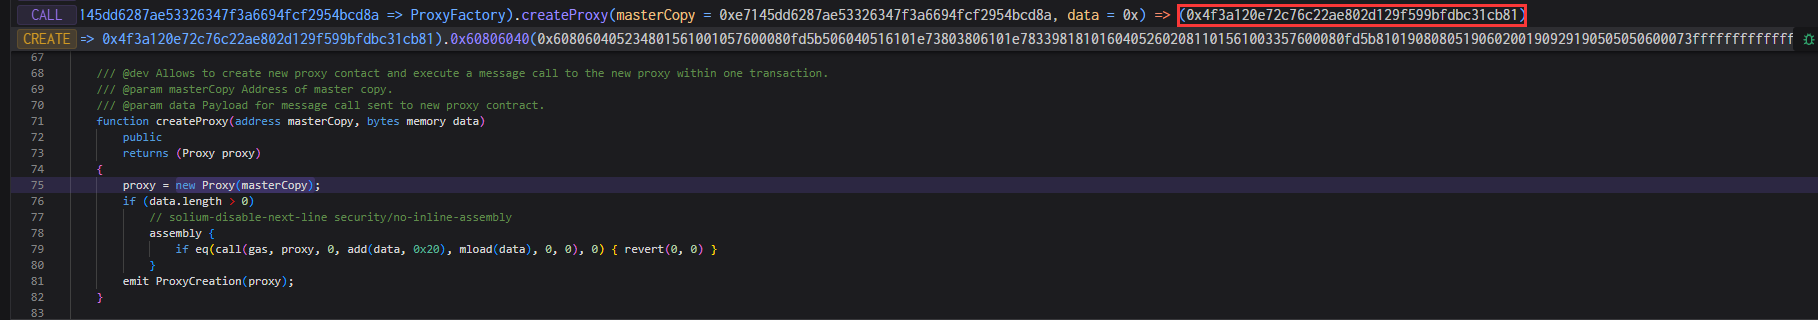 CALL 145dd6287ae53326347f3a6694fcf2954bcd8a => ProxyFactory).createProxy(masterCopy = 0xe7145dd6287ae53326347f3a6694fcf2954bcd8a, data = 0x) => (0x4f3a120e72c76c22ae802d129f599bfdbc31cb81)
CREATE => 0x4f3a120e72c76c22ae802d129f599bfdbc31cb81).0x60806040(0x608060405234801561001057600080fd5b506040516101e73803806101e78339818101604052602081101561003357600080fd5b8101908080519060200190929190505050600073ffffffffffffff
67
68 /// @dev Allows to create new proxy contact and execute a message call to the new proxy within one transaction.
69 /// @param masterCopy Address of master copy.
70 /// @param data Payload for message call sent to new proxy contract.
71 function createProxy(address masterCopy, bytes memory data)
72 public
73 returns (Proxy proxy)
74 {
75 proxy = new Proxy(masterCopy);
76 if (data.length > 0)
77 // solium-disable-next-line security/no-inline-assembly
78 assembly {
79 if eq(call(gas, proxy, 0, add(data, 0x20), mload(data), 0, 0), 0) { revert(0, 0) }
80 }
81 emit ProxyCreation(proxy);
82 }
83